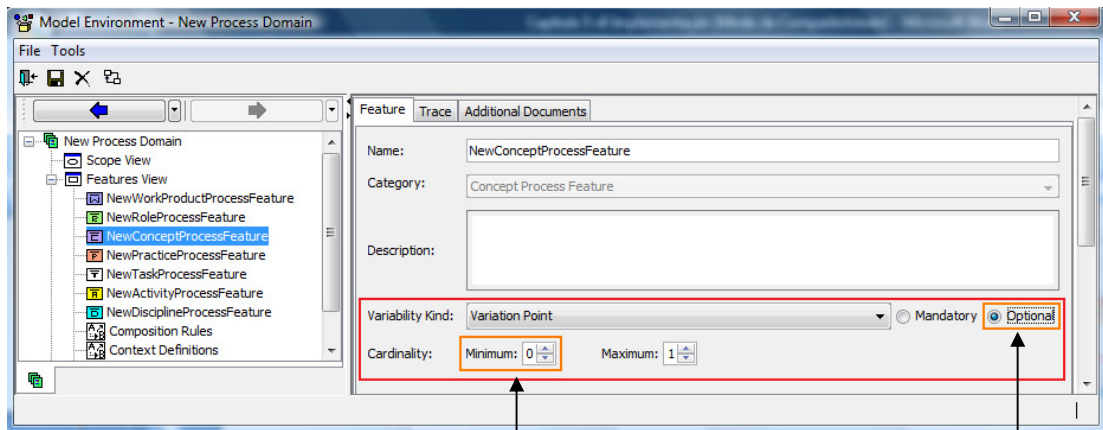 Model Environment - New Process Domain
File Tools
Feature Trace Additional Documents
New Process Domain
Scope View
Features View
NewWorkProductProcessFeature
NewRoleProcessFeature
NewConceptProcessFeature
NewPracticeProcessFeature
NewTaskProcessFeature
NewActivityProcessFeature
NewDisciplineProcessFeature
Composition Rules
Context Definitions
Name: NewConceptProcessFeature
Category: Concept Process Feature
Description:
Variability Kind: Variation Point Mandatory Optional
Cardinality: Minimum: 0 Maximum: 1